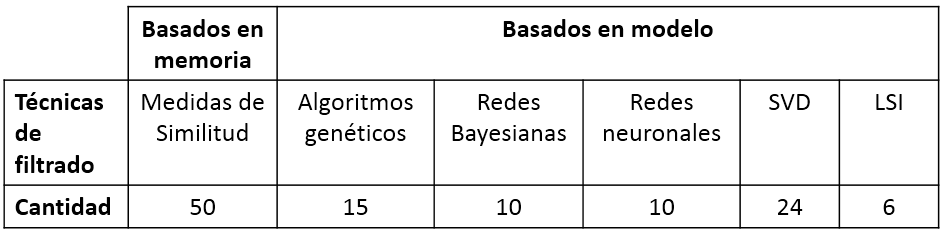 Basados en
memoria
Basados en modelo
Técnicas
de
filtrado
Medidas de
Similitud
Algoritmos
genéticos
Redes
Bayesianas
Redes
neuronales
SVD
LSI
Cantidad
50
15
10
10
24
6